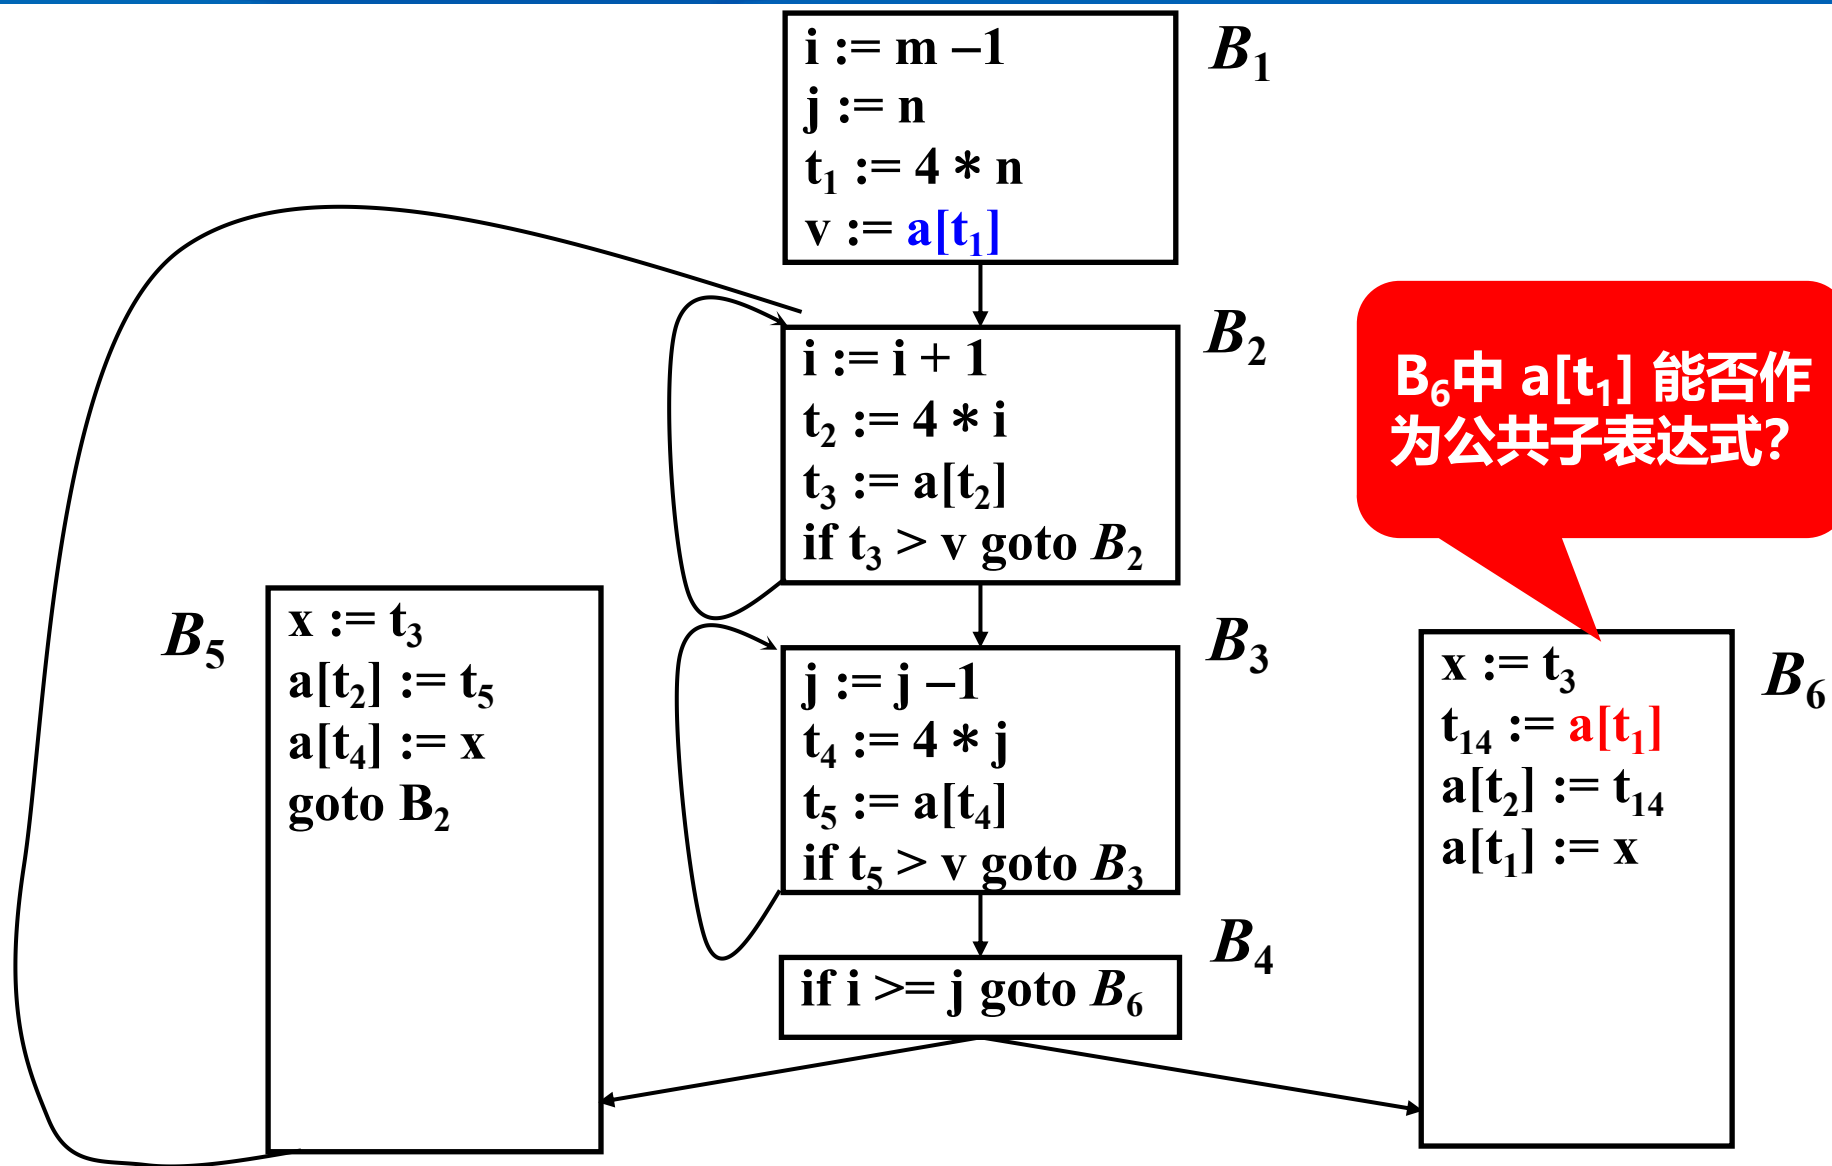 i := m –1
j := n
t₁ := 4 * n
v := a[t₁]
B₁
i := i + 1
t₂ := 4 * i
t₃ := a[t₂]
if t₃ > v goto B₂
B₂
B₆中 a[t₁] 能否作
为公共子表达式?
B₅
x := t₃
a[t₂] := t₅
a[t₄] := x
goto B₂
j := j –1
t₄ := 4 * j
t₅ := a[t₄]
if t₅ > v goto B₃
B₃
x := t₃
t₁₄ := a[t₁]
a[t₂] := t₁₄
a[t₁] := x
B₆
if i >= j goto B₆
B₄